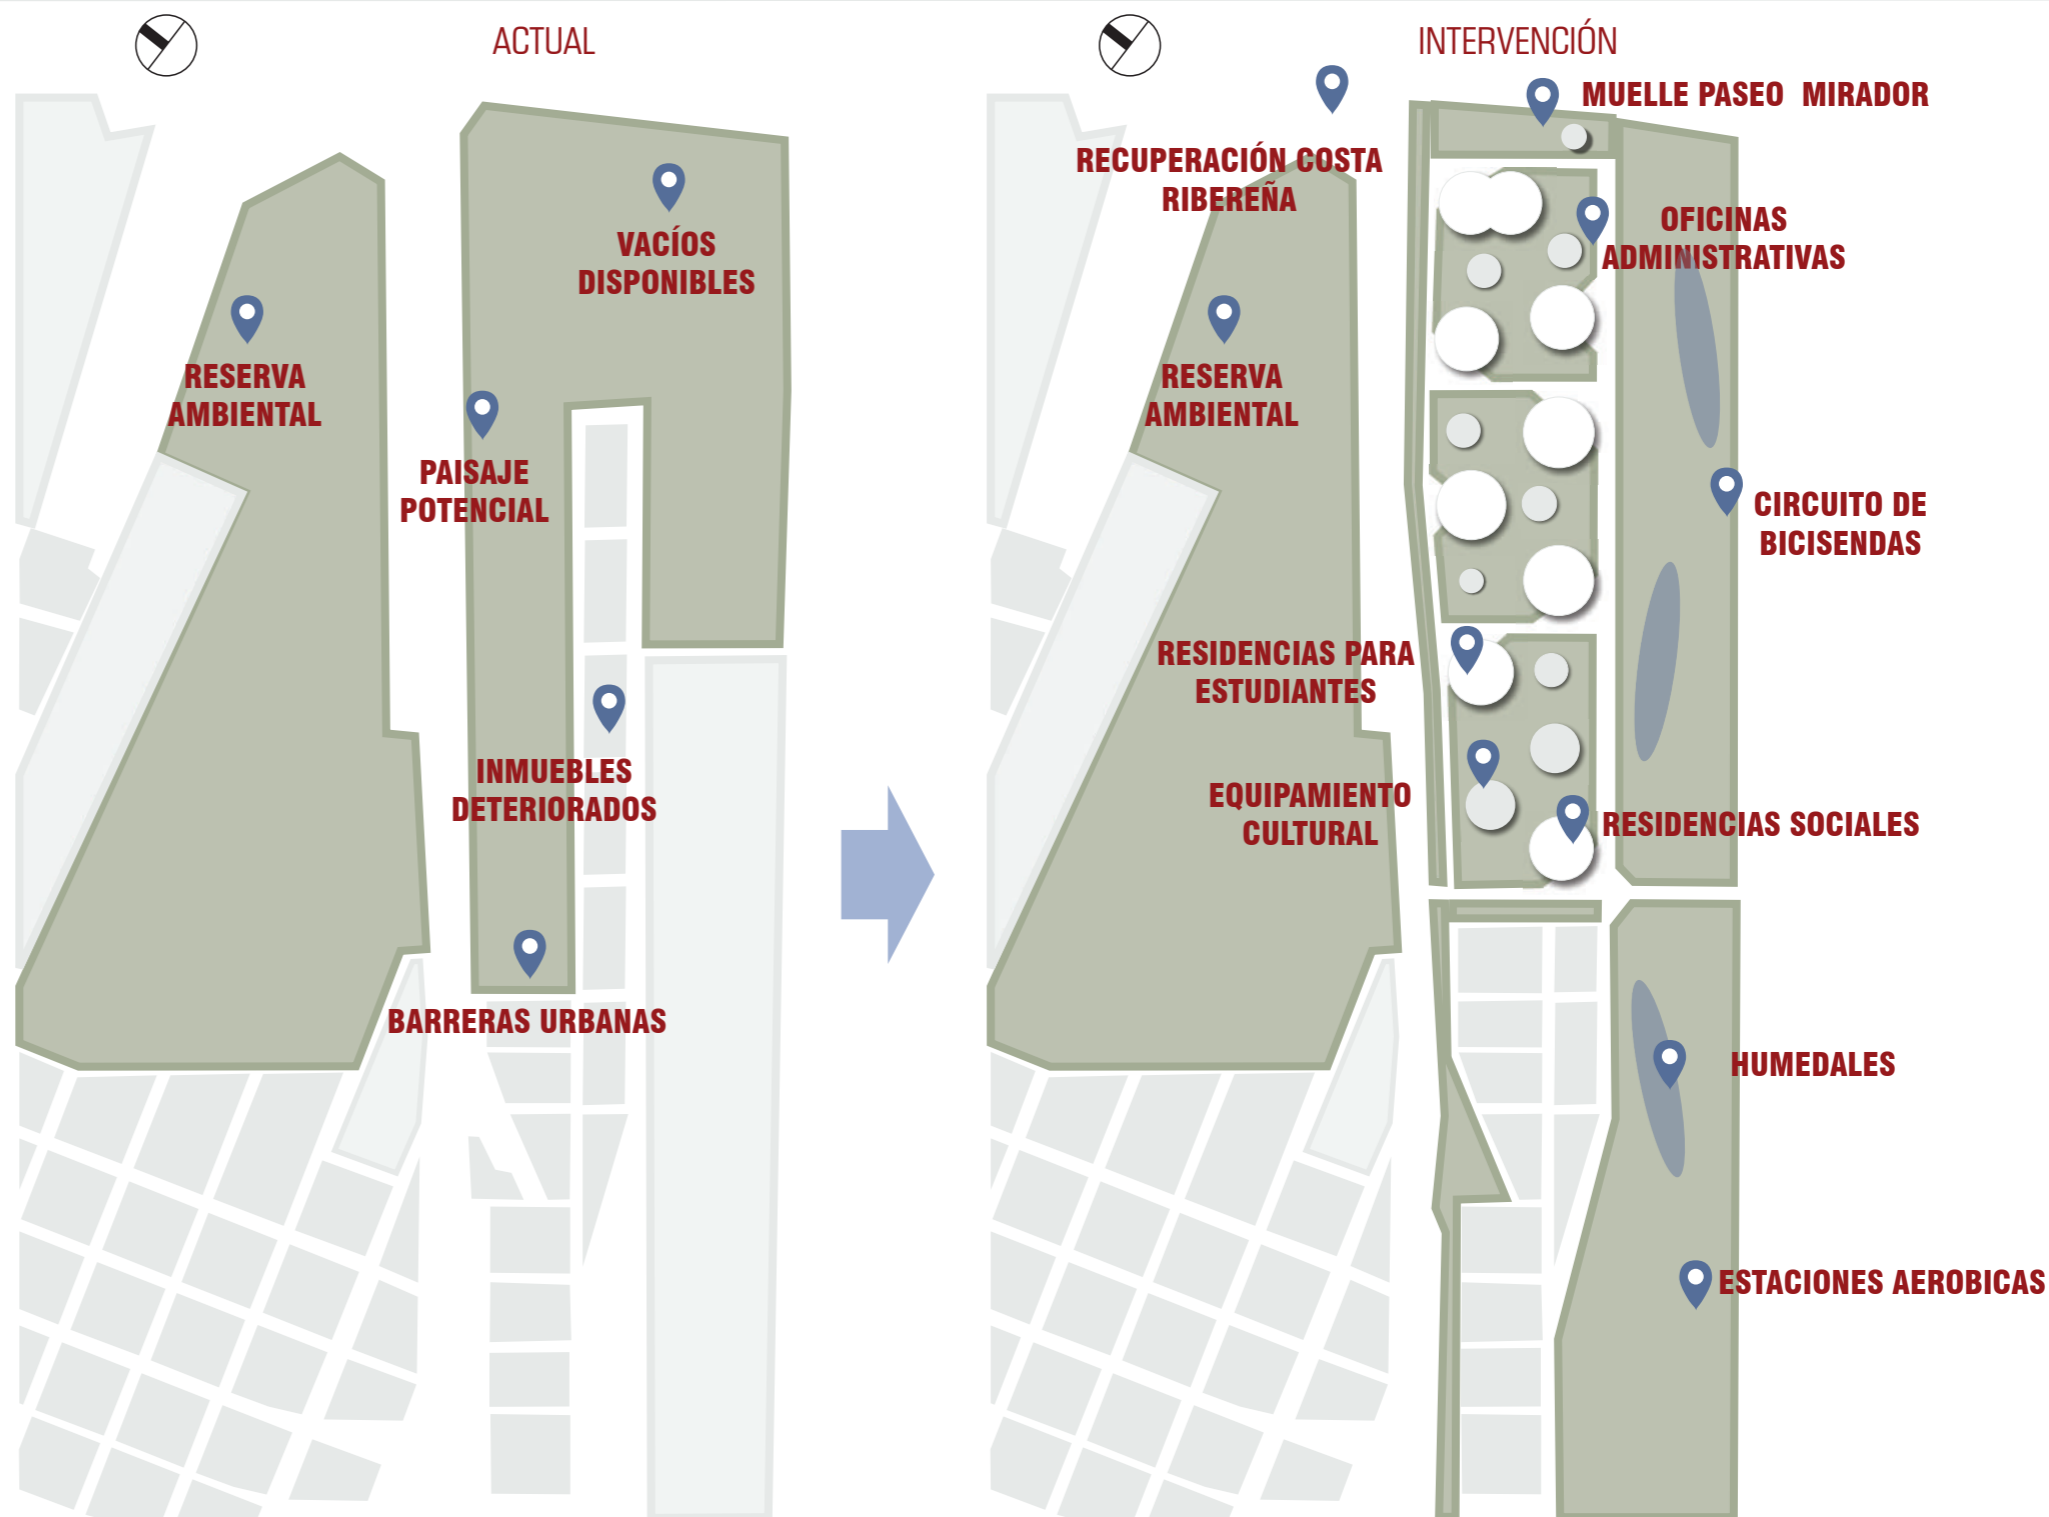 ACTUAL
VACÍOS
DISPONIBLES
RESERVA
AMBIENTAL
PAISAJE
POTENCIAL
INMUEBLES
DETERIORADOS
BARRERAS URBANAS
INTERVENCIÓN
MUELLE PASEO MIRADOR
RECUPERACIÓN COSTA
RIBEREÑA
OFICINAS
ADMINISTRATIVAS
RESERVA
AMBIENTAL
CIRCUITO DE
BICISENDAS
RESIDENCIAS PARA
ESTUDIANTES
EQUIPAMIENTO
CULTURAL
RESIDENCIAS SOCIALES
HUMEDALES
ESTACIONES AEROBICAS